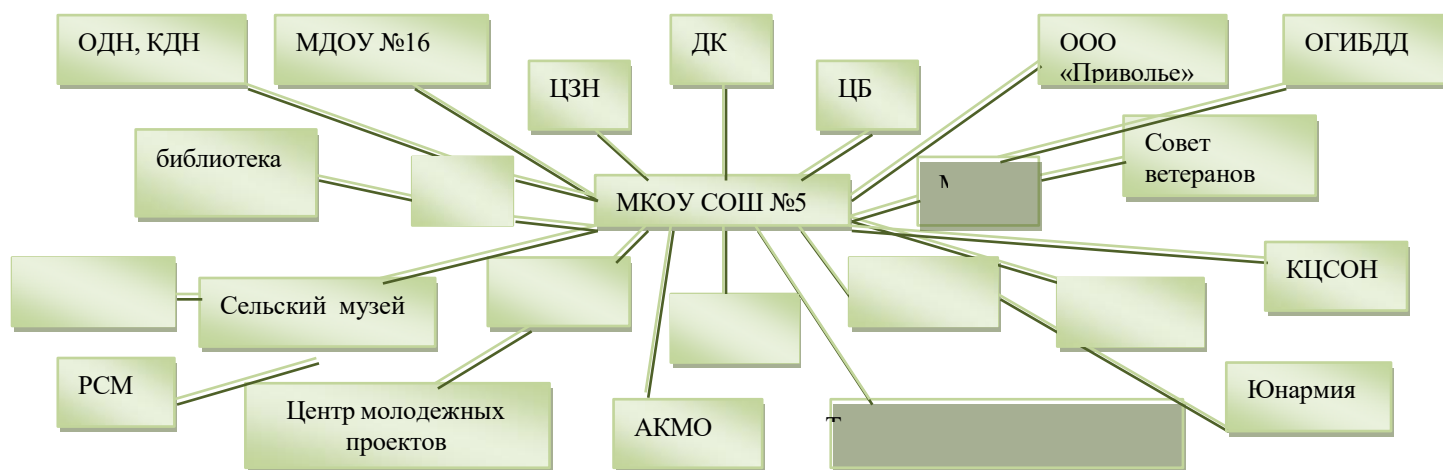 ОДН, КДН
МДОУ №16
ЦЗН
ДК
ЦБ
ООО
«Приволье»
ОГИБДД
библиотека
Совет
ветеранов
МКОУ СОШ №5
КЦСОН
Сельский музей
РСМ
Центр молодежных
проектов
АКМО
Юнармия